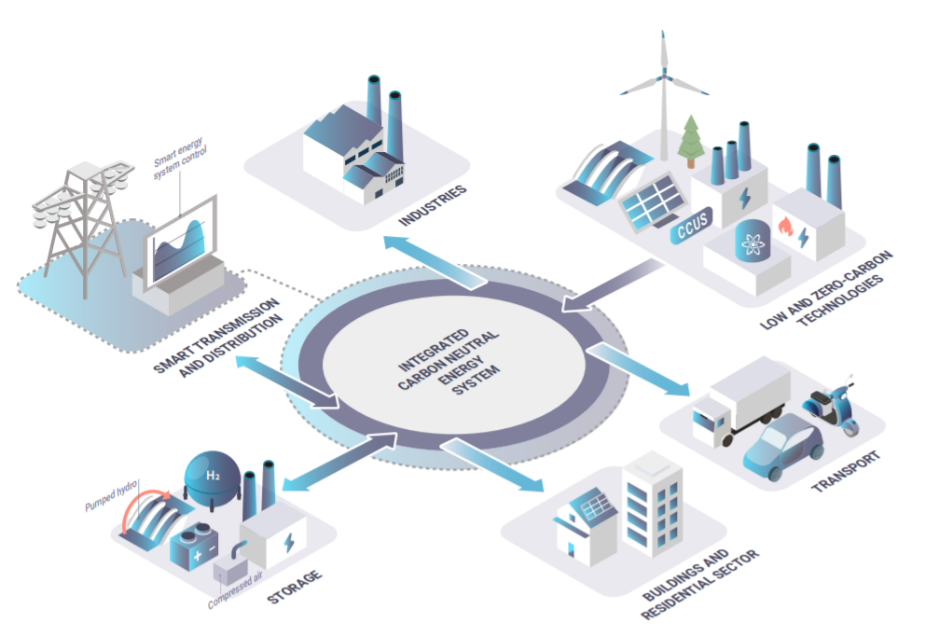 Smart energy
system control
INDUSTRIES
CCUS
LOW AND ZERO-CARBON
TECHNOLOGIES
SMART TRANSMISSION
AND DISTRIBUTION
INTEGRATED
CARBON NEUTRAL
ENERGY
SYSTEM
TRANSPORT
Pumped hydro
H₂
+ -
Compressed air
STORAGE
BUILDINGS AND
RESIDENTIAL SECTOR